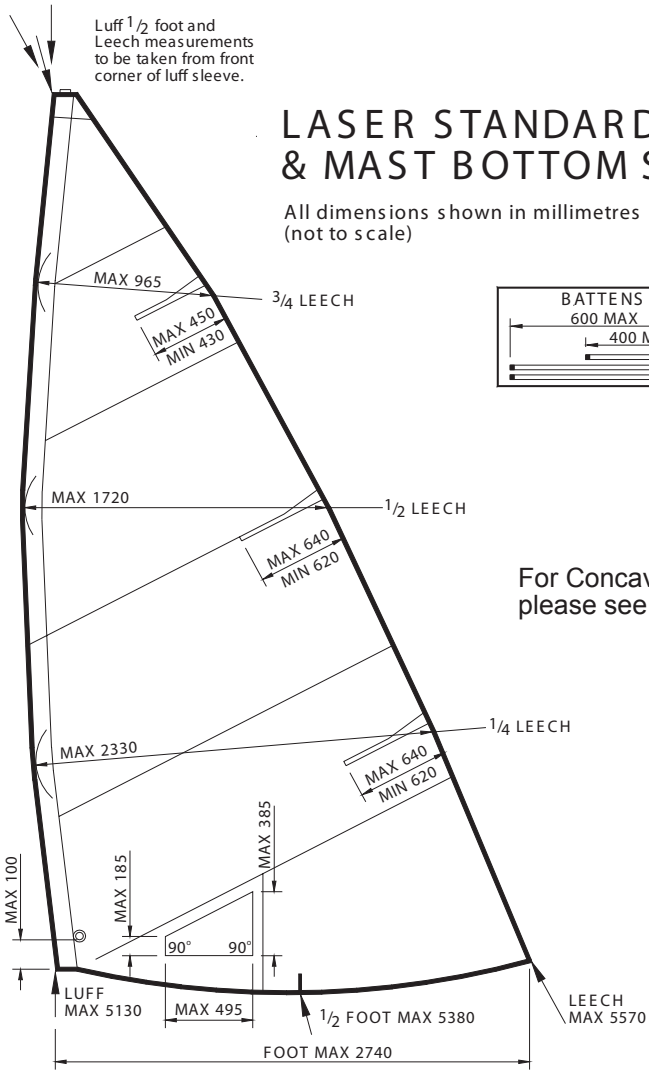 Luff 1/2 foot and
Leech measurements
to be taken from front
corner of luff sleeve.
LASER STANDARD
& MAST BOTTOM S
All dimensions shown in millimetres
(not to scale)
MAX 965
3/4 LEECH
MAX 450
MIN 430
BATTENS
600 MAX
400 M
MAX 1720
1/2 LEECH
MAX 640
MIN 620
For Concav
please see
1/4 LEECH
MAX 2330
MAX 640
MIN 620
MAX 385
MAX 185
MAX 100
90° 90°
LUFF
MAX 5130
MAX 495
1/2 FOOT MAX 5380
LEECH
MAX 5570
FOOT MAX 2740